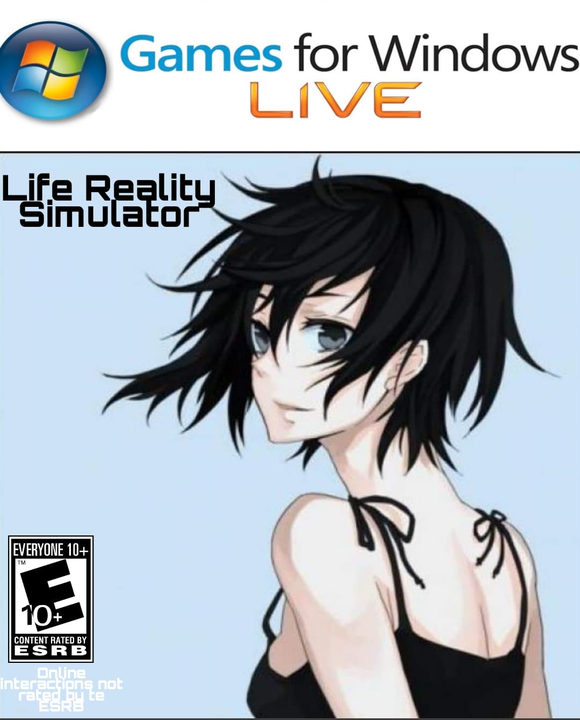 Games for Windows
LIVE
Life Reality
Simulator
EVERYONE 10+
TM
E
10+
CONTENT RATED BY
ESRB
Online
interactions not
rated by te
ESRB